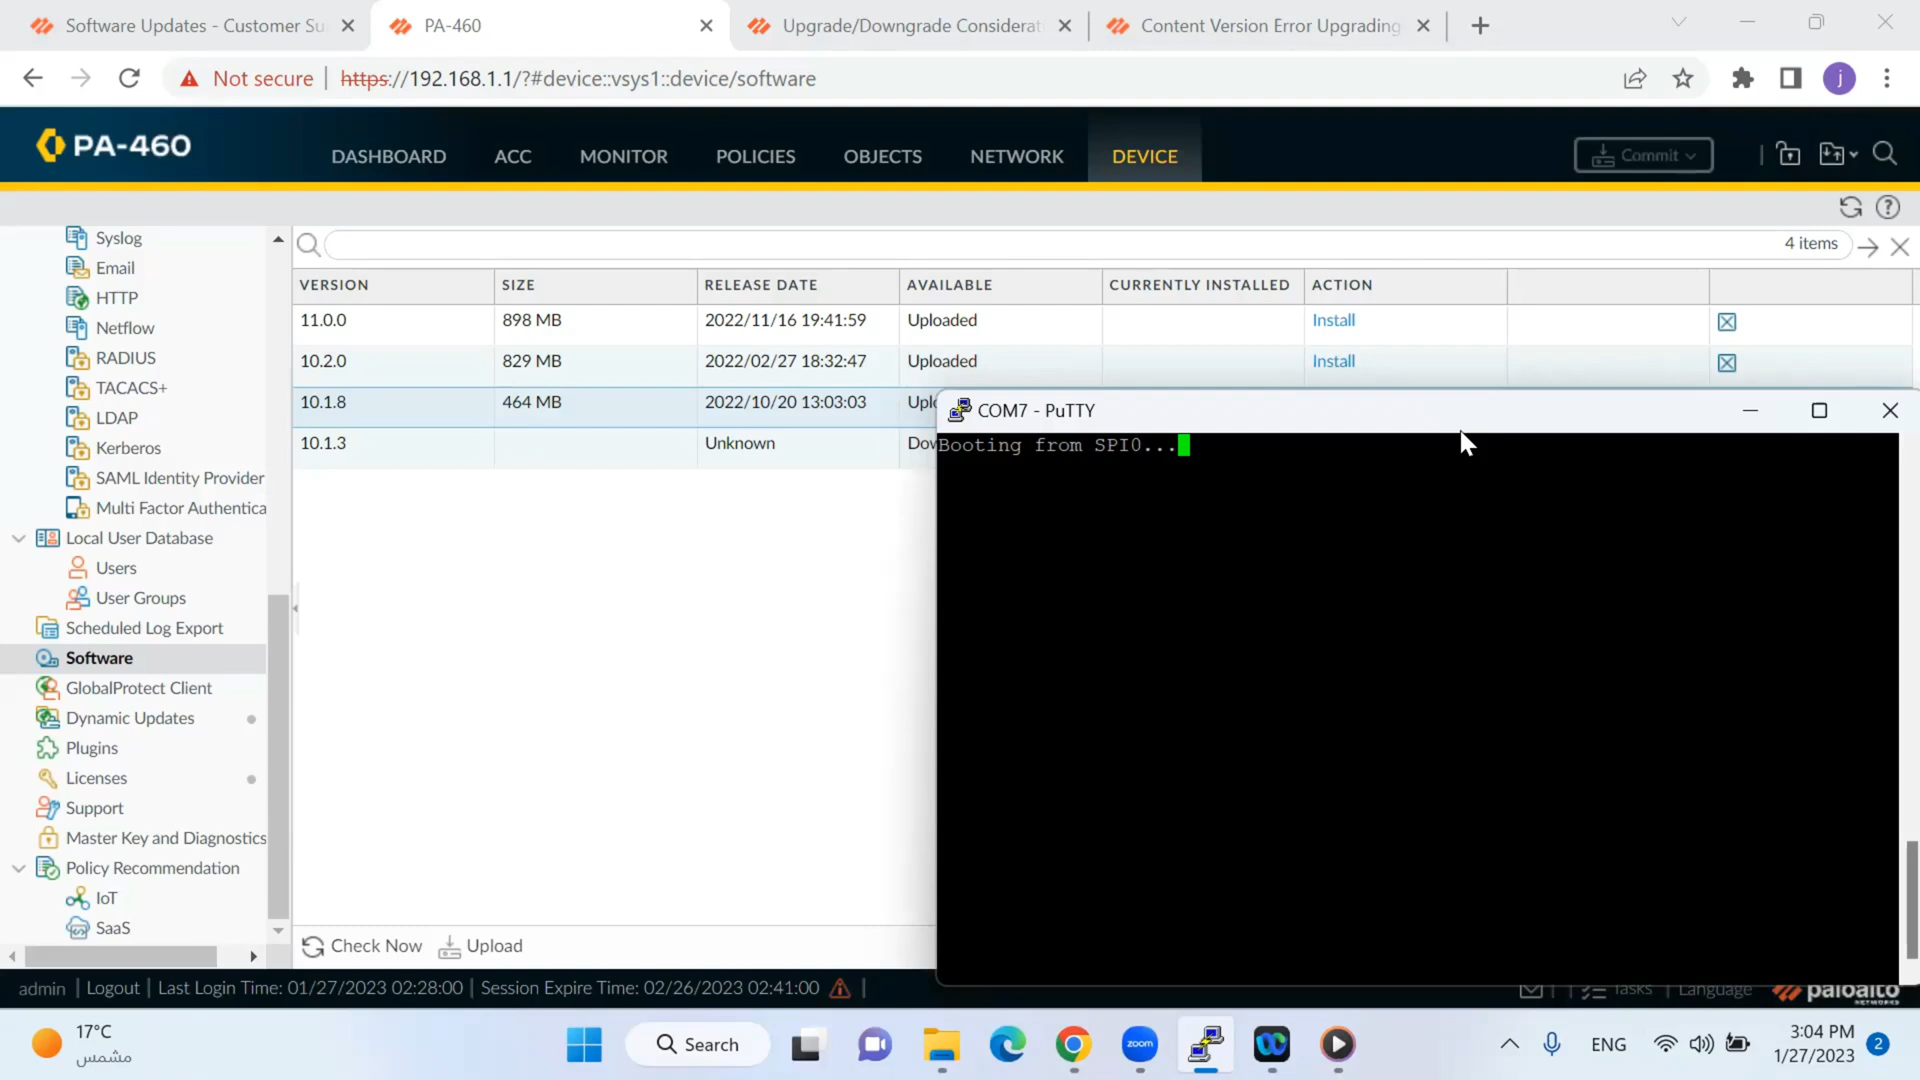 Software Updates - Customer Su
PA-460
Upgrade/Downgrade Considerat
Content Version Error Upgrading
Not secure
https://192.168.1.1/?#device::vsys1::device/software
j
PA-460
DASHBOARD
ACC
MONITOR
POLICIES
OBJECTS
NETWORK
DEVICE
Commit
Syslog
Email
HTTP
Netflow
RADIUS
TACACS+
LDAP
Kerberos
SAML Identity Provider
Multi Factor Authentica
Local User Database
Users
User Groups
Scheduled Log Export
Software
GlobalProtect Client
Dynamic Updates
Plugins
Licenses
Support
Master Key and Diagnostics
Policy Recommendation
IoT
SaaS
4 items
VERSION SIZE RELEASE DATE AVAILABLE CURRENTLY INSTALLED ACTION
11.0.0 898 MB 2022/11/16 19:41:59 Uploaded Install
10.2.0 829 MB 2022/02/27 18:32:47 Uploaded Install
10.1.8 464 MB 2022/10/20 13:03:03 Uplo
10.1.3 Unknown Dow
COM7 - PuTTY
Booting from SPI0...
Check Now
Upload
admin | Logout | Last Login Time: 01/27/2023 02:28:00 | Session Expire Time: 02/26/2023 02:41:00
Tasks | Language
paloalto
NETWORKS
17°C
مشمس
Search
zoom
ENG
3:04 PM
1/27/2023
2